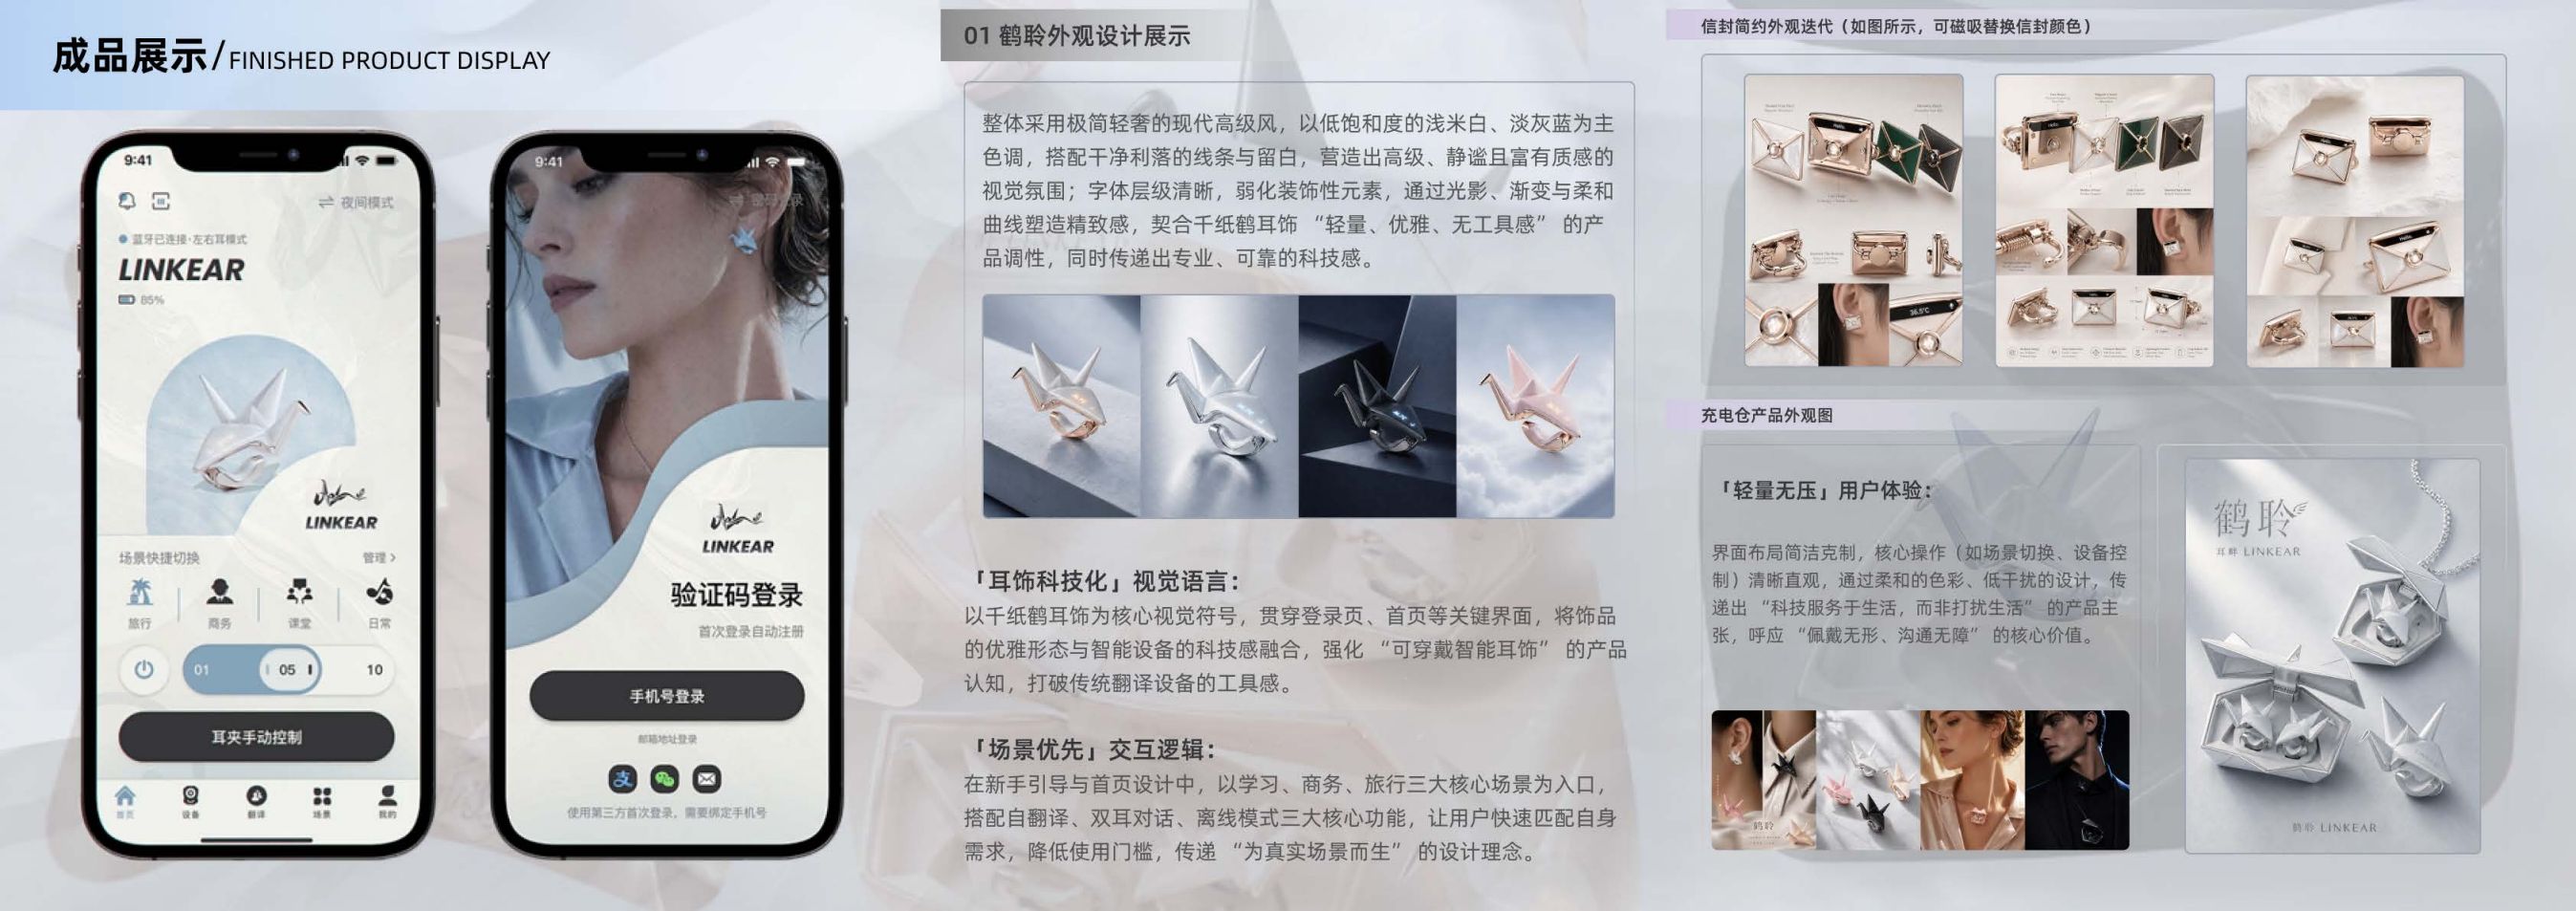 成品展示/FINISHED PRODUCT DISPLAY
9:41
夜间模式
蓝牙已连接·左右耳模式
LINKEAR
85%
LINKEAR
场景快捷切换
管理 >
旅行
商务
课堂
日常
01
05
10
耳夹手动控制
首页
设备
翻译
场景
我的
9:41
LINKEAR
验证码登录
首次登录自动注册
手机号登录
邮箱地址登录
支
使用第三方首次登录，需要绑定手机号
01 鹤聆外观设计展示
整体采用极简轻奢的现代高级风，以低饱和度的浅米白、淡灰蓝为主
色调，搭配干净利落的线条与留白，营造出高级、静谧且富有质感的
视觉氛围；字体层级清晰，弱化装饰性元素，通过光影、渐变与柔和
曲线塑造精致感，契合千纸鹤耳饰 “轻量、优雅、无工具感” 的产
品调性，同时传递出专业、可靠的科技感。
「耳饰科技化」视觉语言：
以千纸鹤耳饰为核心视觉符号，贯穿登录页、首页等关键界面，将饰品
的优雅形态与智能设备的科技感融合，强化 “可穿戴智能耳饰” 的产品
认知，打破传统翻译设备的工具感。
「场景优先」交互逻辑：
在新手引导与首页设计中，以学习、商务、旅行三大核心场景为入口，
搭配自翻译、双耳对话、离线模式三大核心功能，让用户快速匹配自身
需求，降低使用门槛，传递 “为真实场景而生” 的设计理念。
信封简约外观迭代（如图所示，可磁吸替换信封颜色）
36.5°C
充电仓产品外观图
「轻量无压」用户体验：
界面布局简洁克制，核心操作（如场景切换、设备控
制）清晰直观，通过柔和的色彩、低干扰的设计，传
递出 “科技服务于生活，而非打扰生活” 的产品主
张，呼应 “佩戴无形、沟通无障” 的核心价值。
鹤聆
鹤聆
耳畔 LINKEAR
鹤聆 LINKEAR